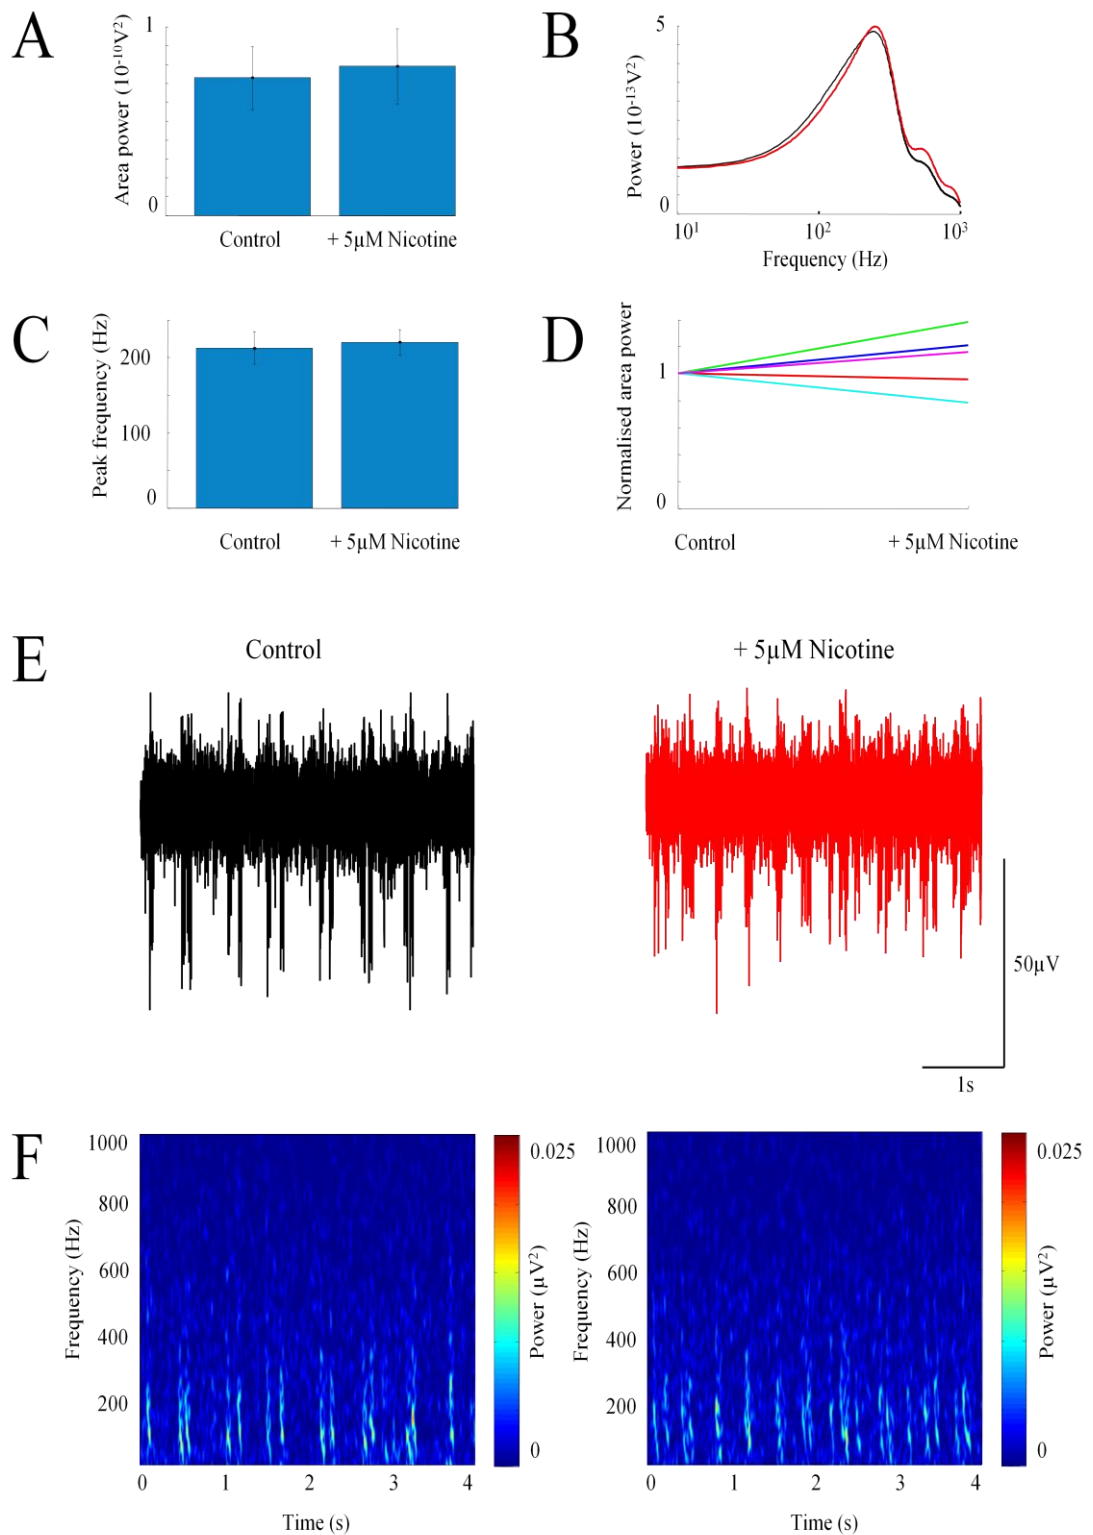 A
Area power (10⁻¹⁰V²)
1
0
Control
+ 5μM Nicotine
B
Power (10⁻¹³V²)
5
0
10¹
10²
10³
Frequency (Hz)
C
Peak frequency (Hz)
200
100
0
Control
+ 5μM Nicotine
D
Normalised area power
1
0
Control
+ 5μM Nicotine
E
Control
+ 5μM Nicotine
50μV
1s
F
Frequency (Hz)
1000
800
600
400
200
0 1 2 3 4
Time (s)
0.025
Power (μV²)
0
Frequency (Hz)
1000
800
600
400
200
0 1 2 3 4
Time (s)
0.025
Power (μV²)
0